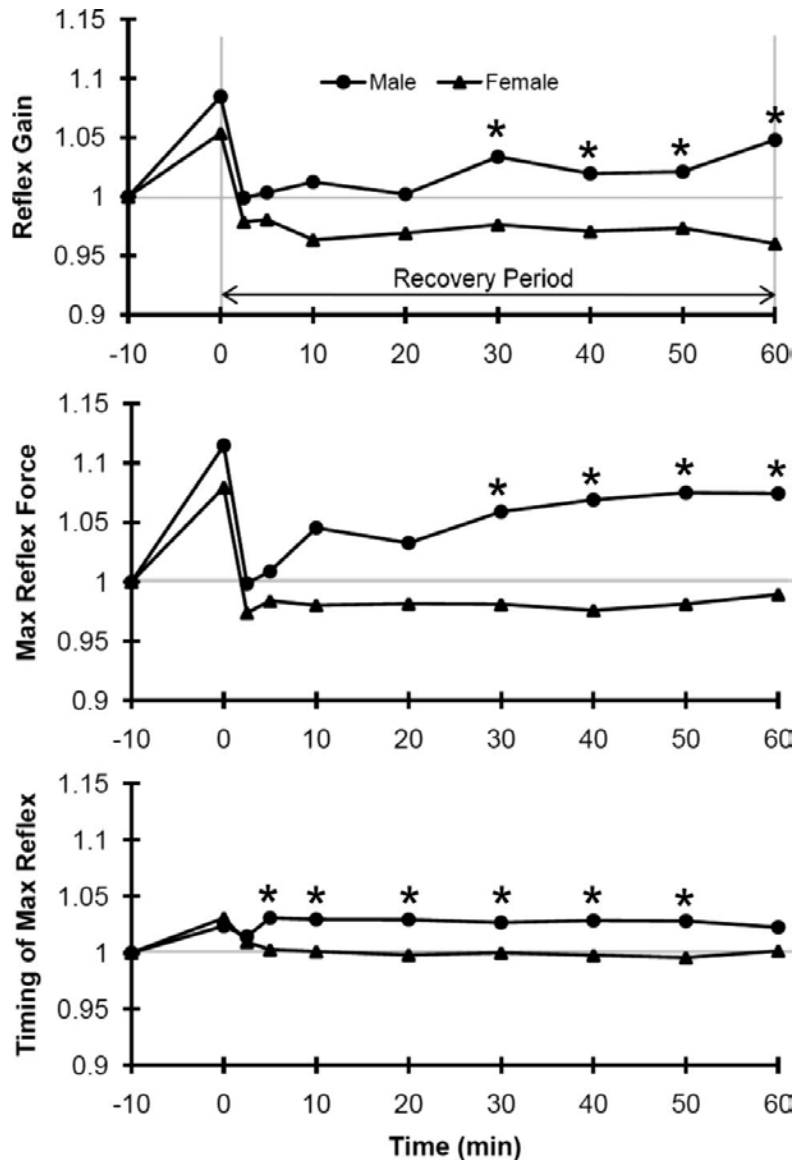 Reflex Gain
1.15
1.1
1.05
1
0.95
0.9
Male
Female
* * * *
Recovery Period
-10 0 10 20 30 40 50 60
Max Reflex Force
1.15
1.1
1.05
1
0.95
0.9
* * * *
-10 0 10 20 30 40 50 60
Timing of Max Reflex
1.15
1.1
1.05
1
0.95
0.9
* * * * * *
-10 0 10 20 30 40 50 60
Time (min)